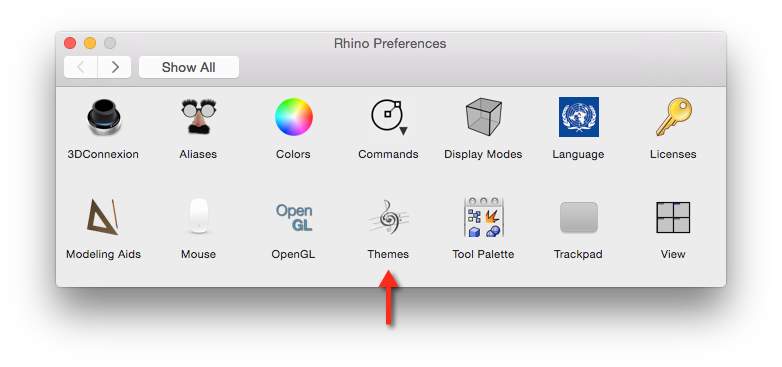 Rhino Preferences
Show All
3DConnexion Aliases Colors Commands Display Modes Language Licenses
Open
GL
Modeling Aids Mouse OpenGL Themes Tool Palette Trackpad View